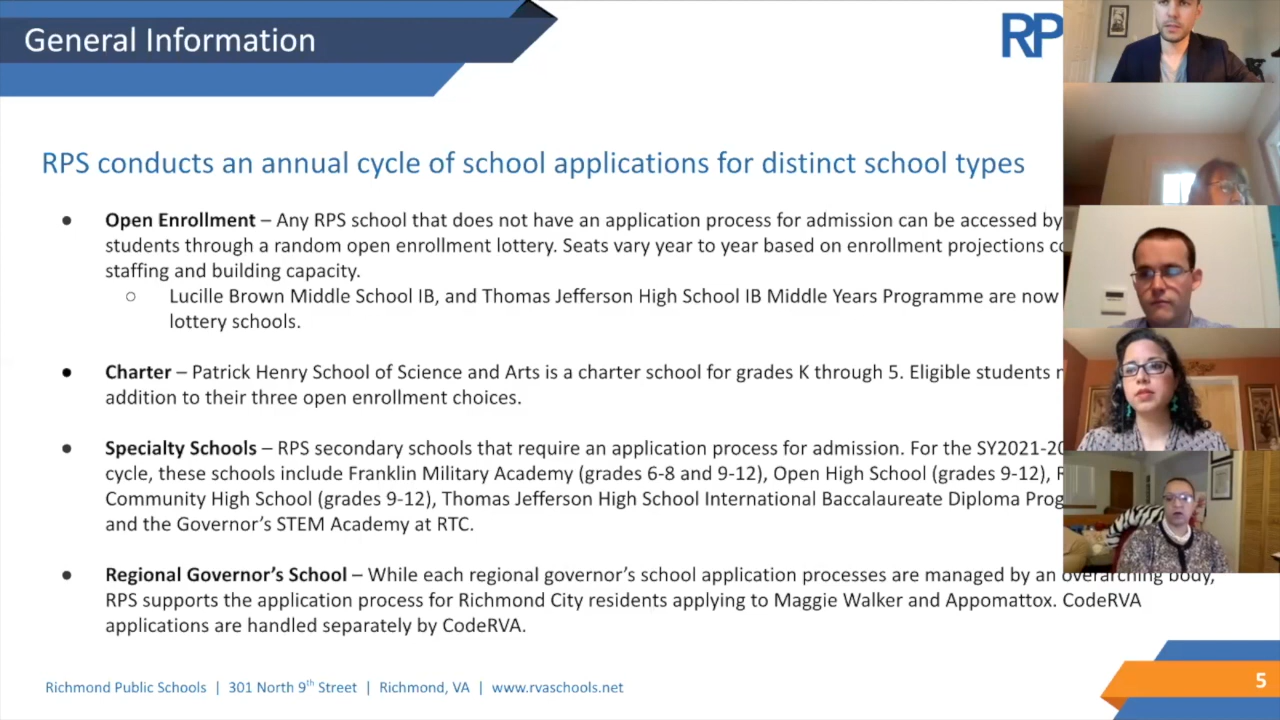 General Information
RP
RPS conducts an annual cycle of school applications for distinct school types
● Open Enrollment – Any RPS school that does not have an application process for admission can be accessed by
students through a random open enrollment lottery. Seats vary year to year based on enrollment projections
staffing and building capacity.
○ Lucille Brown Middle School IB, and Thomas Jefferson High School IB Middle Years Programme are now
lottery schools.
● Charter – Patrick Henry School of Science and Arts is a charter school for grades K through 5. Eligible students
addition to their three open enrollment choices.
● Specialty Schools – RPS secondary schools that require an application process for admission. For the SY2021-20
cycle, these schools include Franklin Military Academy (grades 6-8 and 9-12), Open High School (grades 9-12),
Community High School (grades 9-12), Thomas Jefferson High School International Baccalaureate Diploma Prog
and the Governor's STEM Academy at RTC.
● Regional Governor's School – While each regional governor's school application processes are managed by an overarching body,
RPS supports the application process for Richmond City residents applying to Maggie Walker and Appomattox. CodeRVA
applications are handled separately by CodeRVA.
Richmond Public Schools | 301 North 9th Street | Richmond, VA | www.rvaschools.net
5